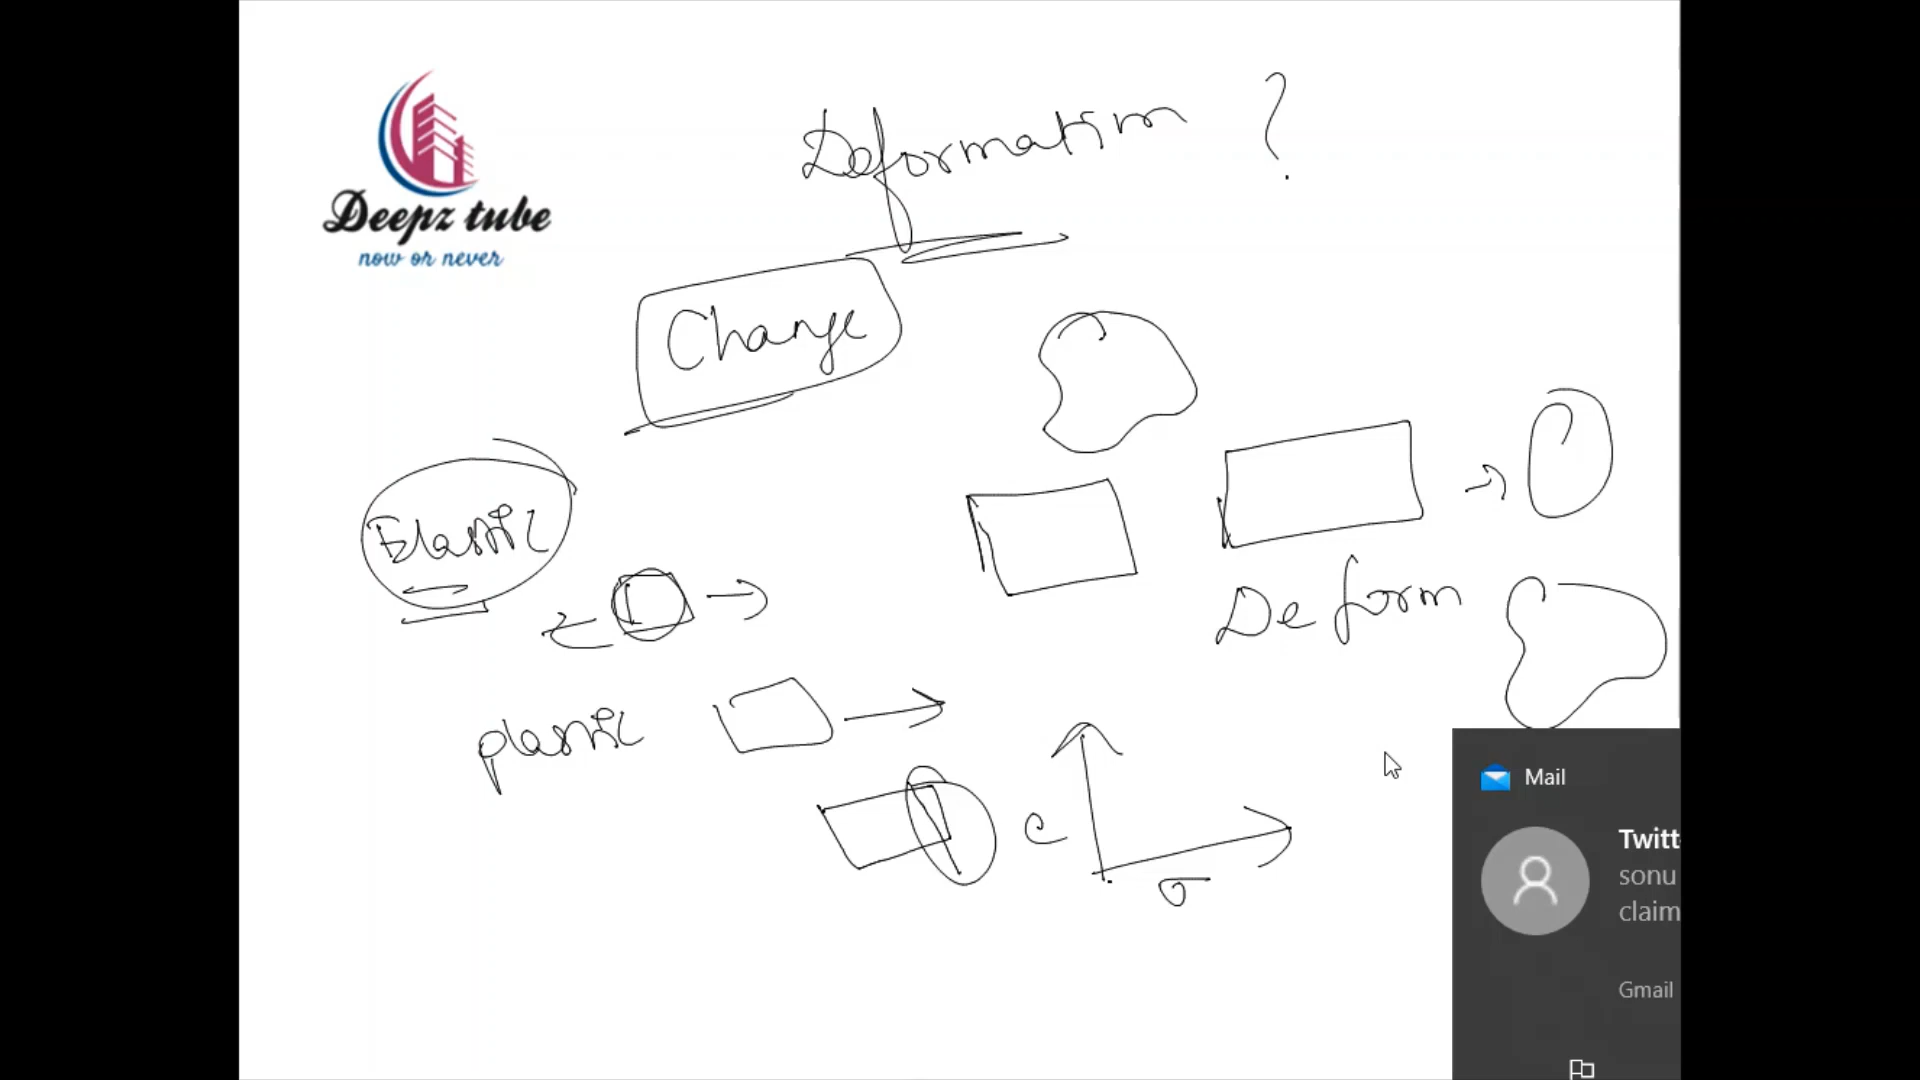 Deformation ?
Deepz tube
now or never
Change
Elastic
Deform
plastic
e
σ
Mail
Twitt
sonu
claim
Gmail